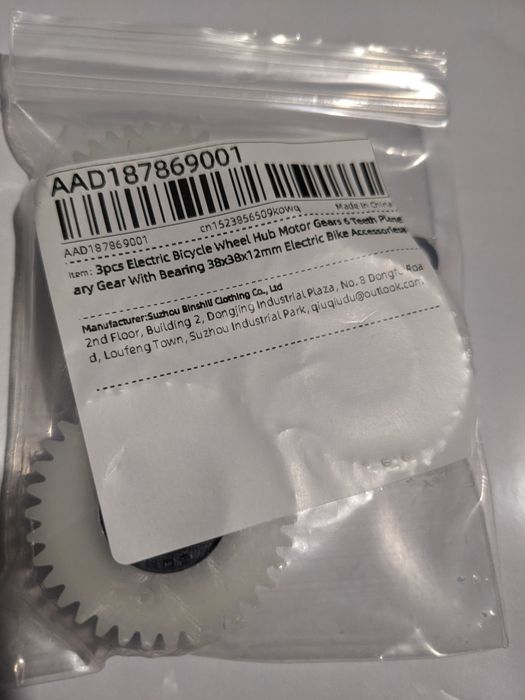 AAD187869001
AAD187869001
cn1523856509kowq
Made in China
Item: 3pcs Electric Bicycle Wheel Hub Motor Gears 6 Teeth Plane
ary Gear With Bearing 38x38x12mm Electric Bike Accessories
Manufacturer:Suzhou Binshili Clothing Co., Ltd
2nd Floor, Building 2, Dongjing Industrial Plaza, No. 8 Dongfu Roa
d, Loufeng Town, Suzhou Industrial Park, qiuqiudu@outlook.com